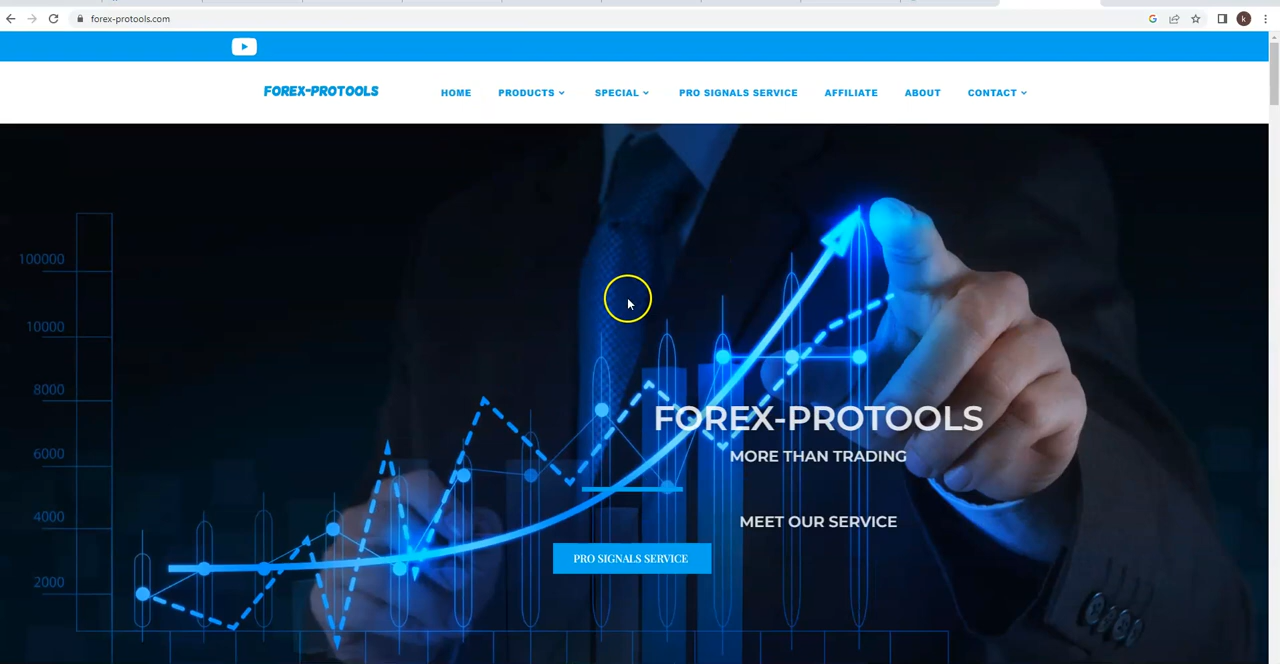 forex-protools.com
k
FOREX-PROTOOLS
HOME
PRODUCTS
SPECIAL
PRO SIGNALS SERVICE
AFFILIATE
ABOUT
CONTACT
100000
10000
8000
6000
4000
2000
FOREX-PROTOOLS
MORE THAN TRADING
MEET OUR SERVICE
PRO SIGNALS SERVICE